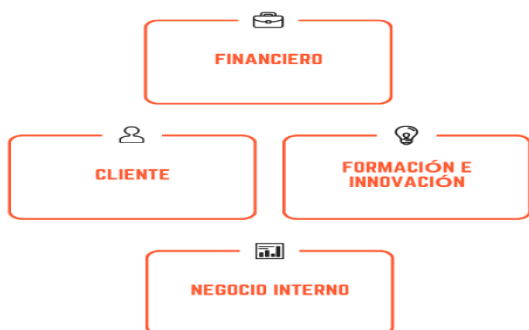 FINANCIERO
CLIENTE
FORMACIÓN E
INNOVACIÓN
NEGOCIO INTERNO